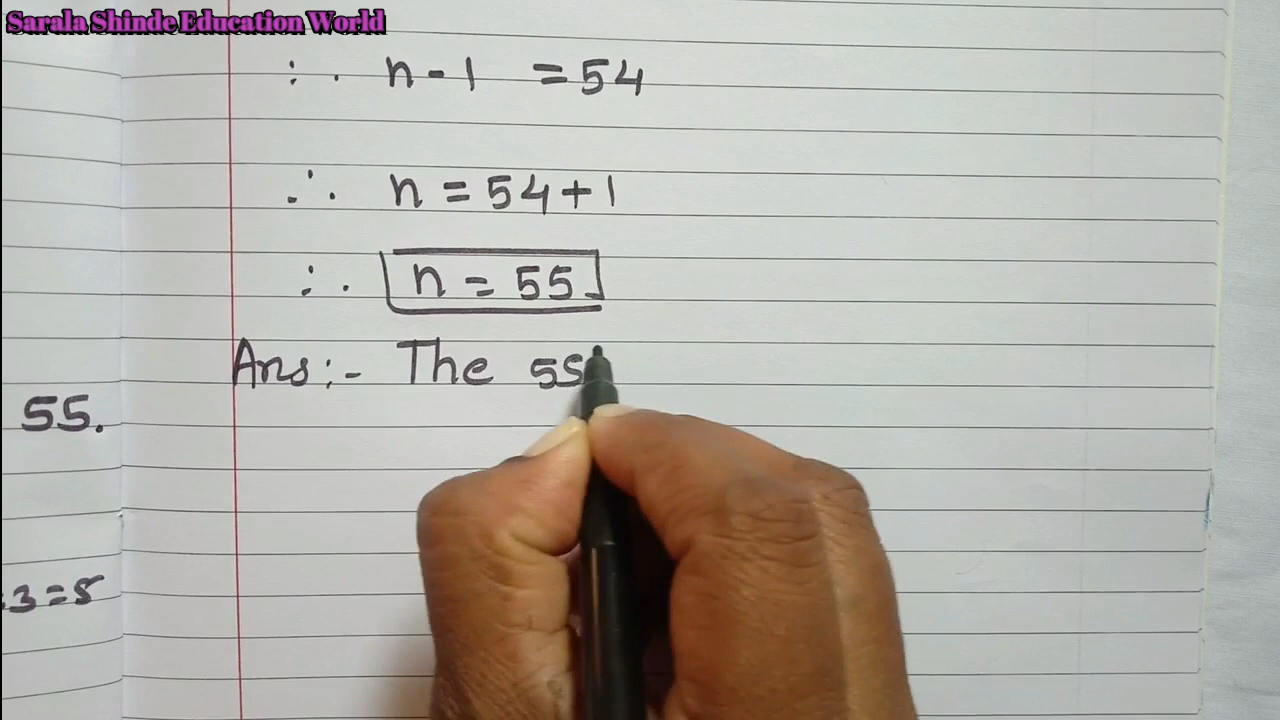 Sarala Shinde Education World
∴ n - 1 = 54
∴ n = 54 + 1
∴ n = 55
Ans:- The 55
55.
3 = 5